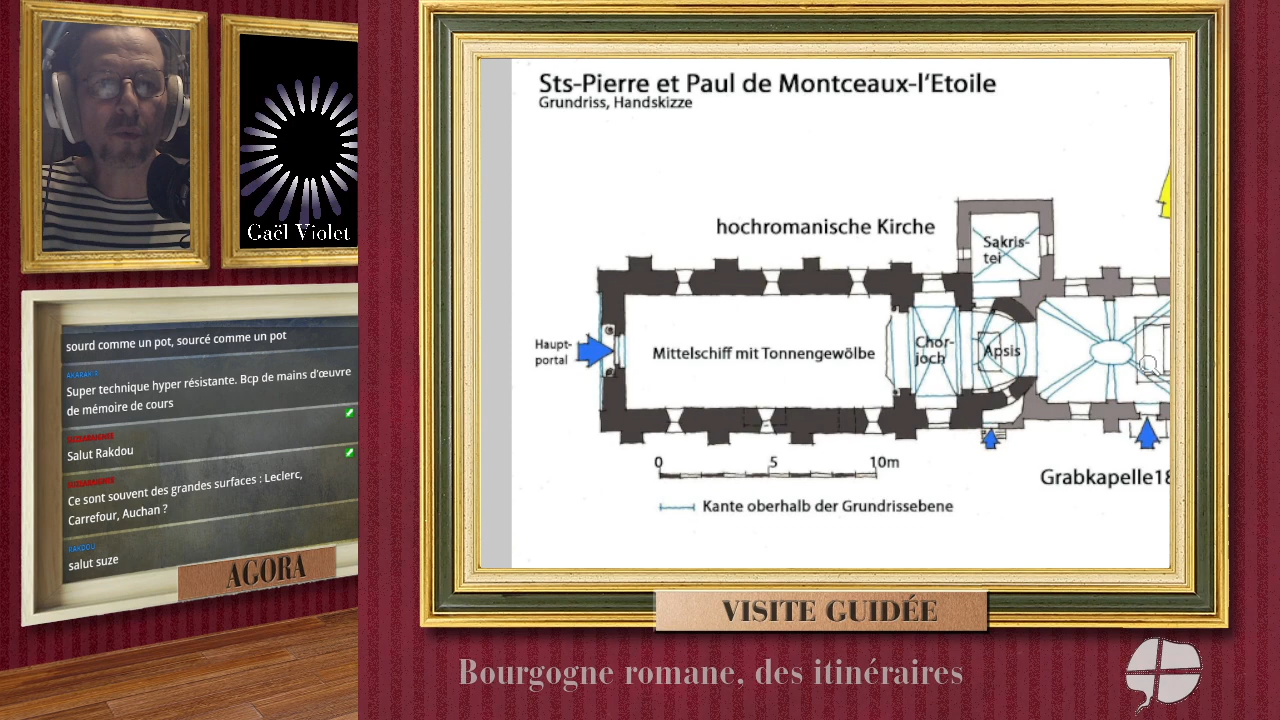 Gaël Violet
sourd comme un pot, sourcé comme un pot
Super technique hyper résistante. Bcp de mains d'œuvre
de mémoire de cours
Salut Rakdou
Ce sont souvent des grandes surfaces : Leclerc,
Carrefour, Auchan ?
RAKDOU
salut suze
AGORA
Sts-Pierre et Paul de Montceaux-l'Etoile
Grundriss, Handskizze
hochromanische Kirche
Sakris-
tei
Haupt-
portal
Mittelschiff mit Tonnengewölbe
Chor-
joch
Apsis
0 5 10m
Grabkapelle18
Kante oberhalb der Grundrissebene
VISITE GUIDÉE
Bourgogne romane, des itinéraires